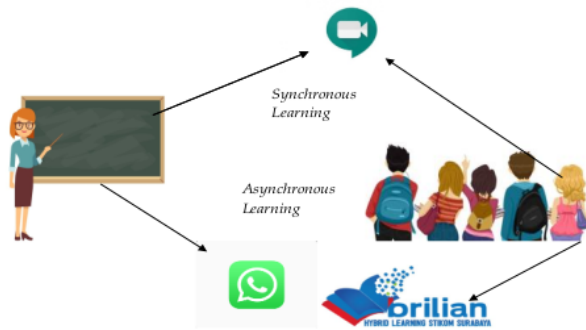 Synchronous
Learning
Asynchronous
Learning
brilian
HYBRID LEARNING STIKOM SURABAYA